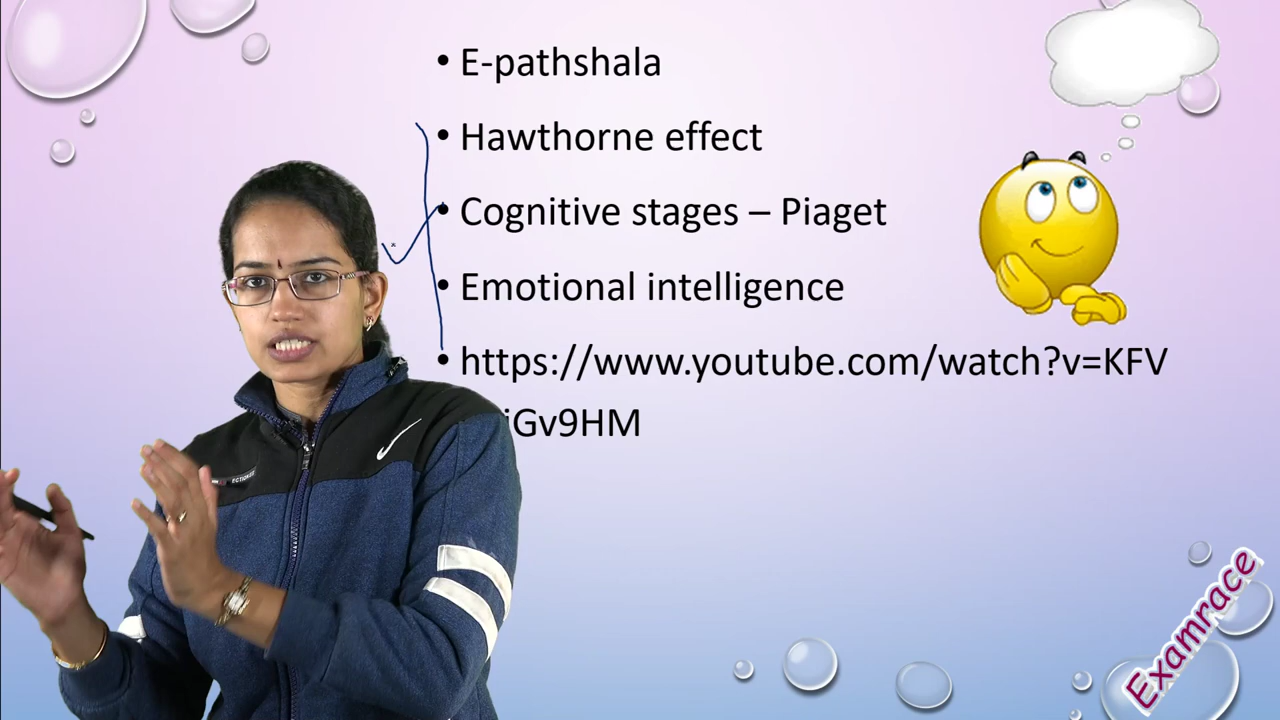 • E-pathshala
• Hawthorne effect
• Cognitive stages – Piaget
• Emotional intelligence
• https://www.youtube.com/watch?v=KFV
iGv9HM
Examrace